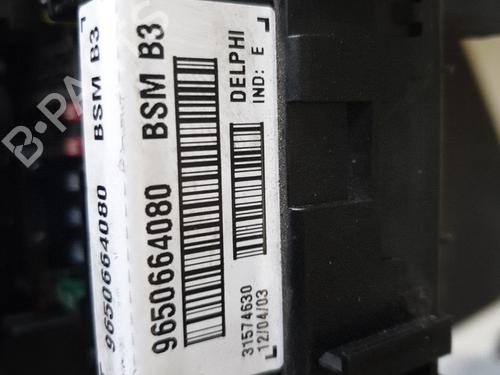 9650664080 BSM B3
9650664080 BSM B3
DELPHI
IND: E
31574630
12/04/03
B-PA